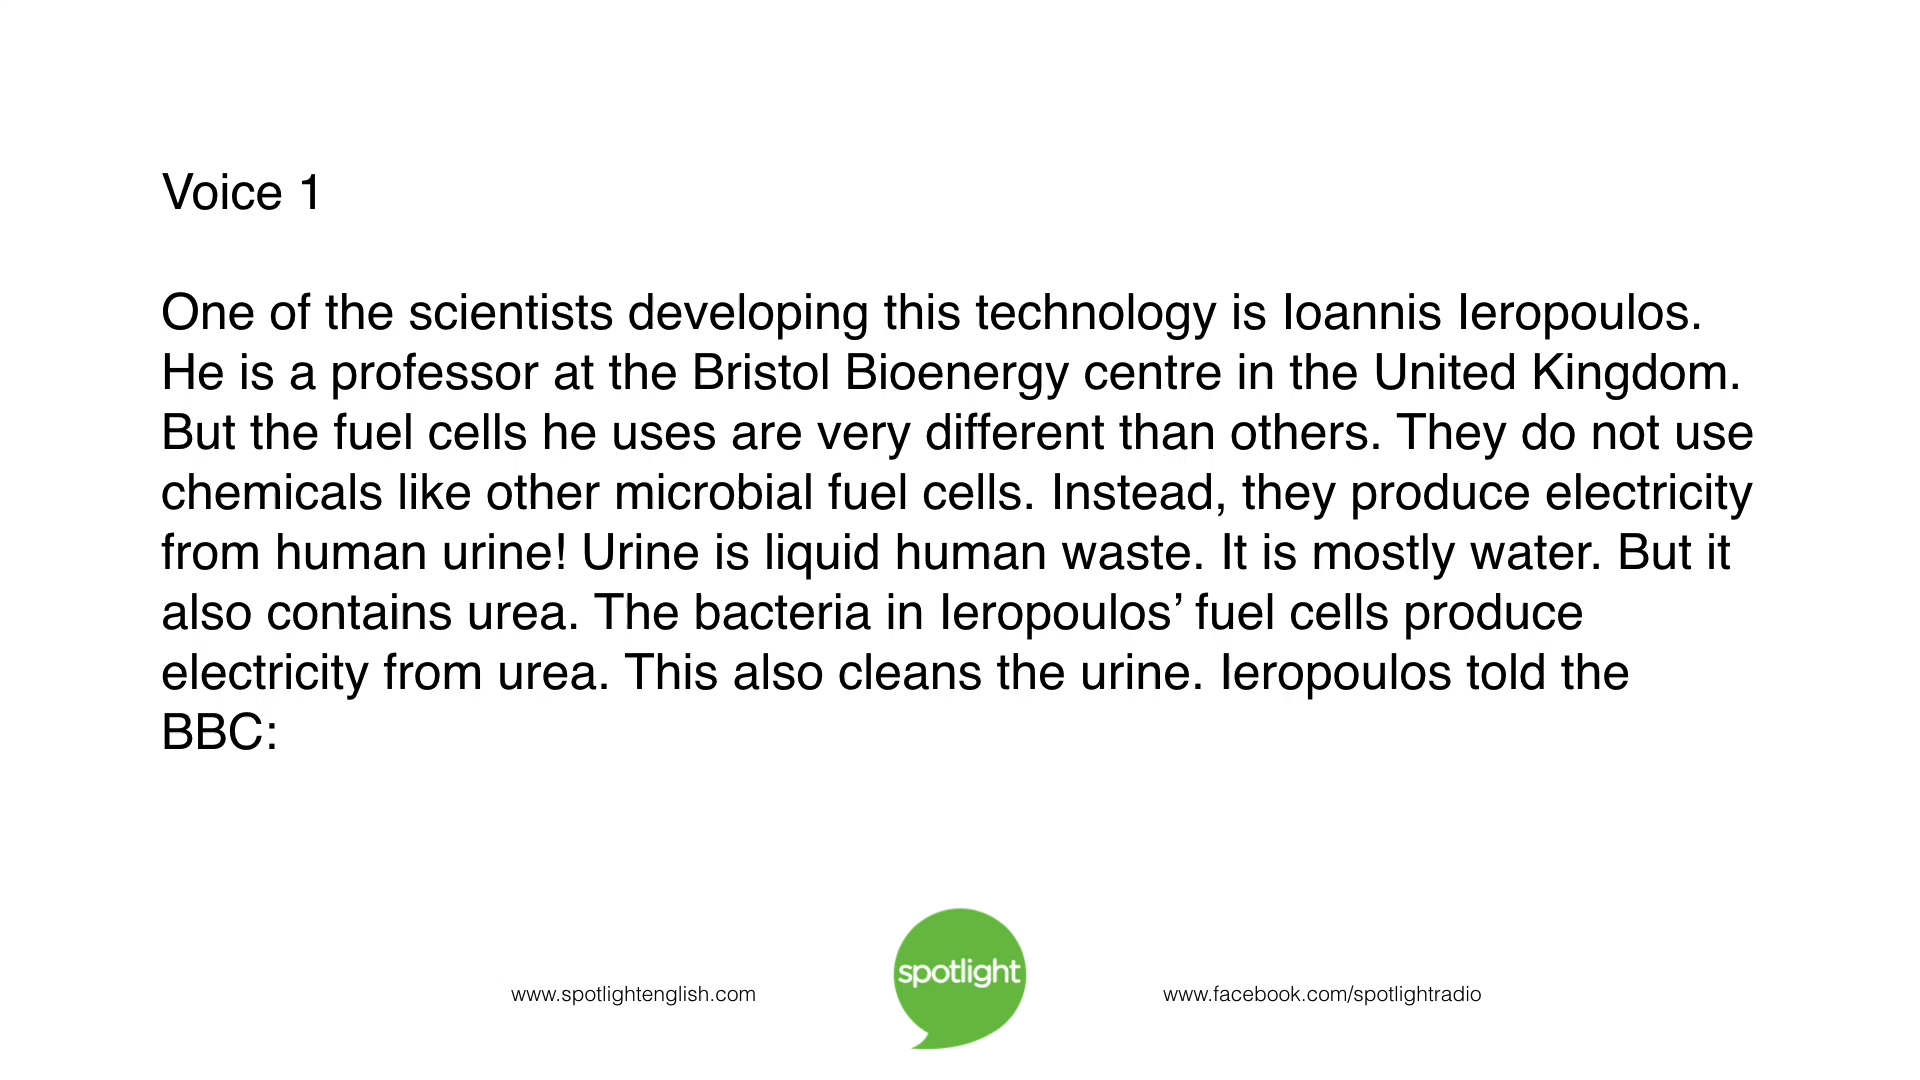 Voice 1
One of the scientists developing this technology is Ioannis Ieropoulos.
He is a professor at the Bristol Bioenergy centre in the United Kingdom.
But the fuel cells he uses are very different than others. They do not use
chemicals like other microbial fuel cells. Instead, they produce electricity
from human urine! Urine is liquid human waste. It is mostly water. But it
also contains urea. The bacteria in Ieropoulos’ fuel cells produce
electricity from urea. This also cleans the urine. Ieropoulos told the
BBC:
www.spotlightenglish.com
spotlight
www.facebook.com/spotlightradio